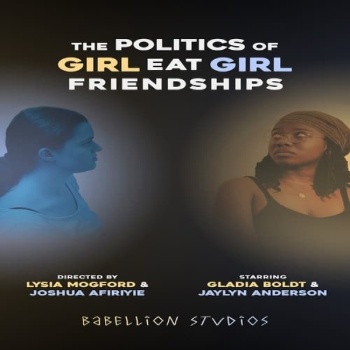 THE POLITICS OF
GIRL EAT GIRL
FRIENDSHIPS
DIRECTED BY
LYSIA MOGFORD &
JOSHUA AFIRIYIE
STARRING
GLADIA BOLDT &
JAYLYN ANDERSON
BABELLION STUDIOS